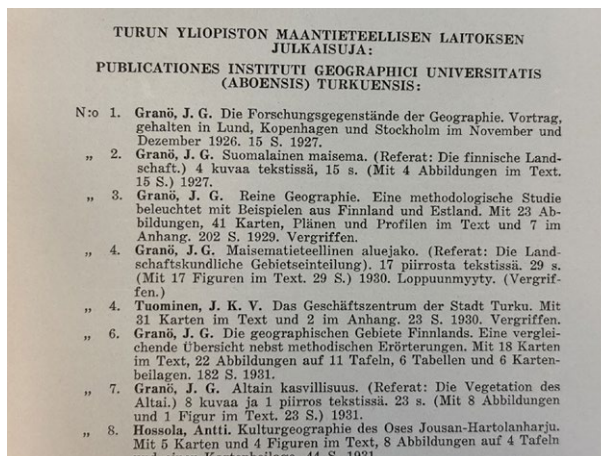 TURUN YLIOPISTON MAANTIETEELLISEN LAITOKSEN
JULKAISUJA:
PUBLICATIONES INSTITUTI GEOGRAPHICI UNIVERSITATIS
(ABOENSIS) TURKUENSIS:
N:o 1. Granö, J. G. Die Forschungsgegenstände der Geographie. Vortrag,
gehalten in Lund, Kopenhagen und Stockholm im November und
Dezember 1926. 15 S. 1927.
„ 2. Granö, J. G. Suomalainen maisema. (Referat: Die finnische Land-
schaft.) 4 kuvaa tekstissä, 15 s. (Mit 4 Abbildungen im Text.
15 S.) 1927.
„ 3. Granö, J. G. Reine Geographie. Eine methodologische Studie
beleuchtet mit Beispielen aus Finnland und Estland. Mit 23 Ab-
bildungen, 41 Karten, Plänen und Profilen im Text und 7 im
Anhang. 202 S. 1929. Vergriffen.
„ 4. Granö, J. G. Maisematieteellinen aluejako. (Referat: Die Land-
schaftskundliche Gebietseinteilung). 17 piirrosta tekstissä. 29 s.
(Mit 17 Figuren im Text. 29 S.) 1930. Loppuunmyyty. (Vergrif-
fen.)
„ 4. Tuominen, J. K. V. Das Geschäftszentrum der Stadt Turku. Mit
31 Karten im Text und 2 im Anhang. 23 S. 1930. Vergriffen.
„ 6. Granö, J. G. Die geographischen Gebiete Finnlands. Eine verglei-
chende Übersicht nebst methodischen Erörterungen. Mit 18 Karten
im Text, 22 Abbildungen auf 11 Tafeln, 6 Tabellen und 6 Karten-
beilagen. 182 S. 1931.
„ 7. Granö, J. G. Altain kasvillisuus. (Referat: Die Vegetation des
Altai.) 8 kuvaa ja 1 piirros tekstissä. 23 s. (Mit 8 Abbildungen
und 1 Figur im Text. 23 S.) 1931.
„ 8. Hossola, Antti. Kulturgeographie des Oses Jousan-Hartolanharju.
Mit 5 Karten und 4 Figuren im Text, 8 Abbildungen auf 4 Tafeln
und einer Kartenbeilage. 44 S. 1931.